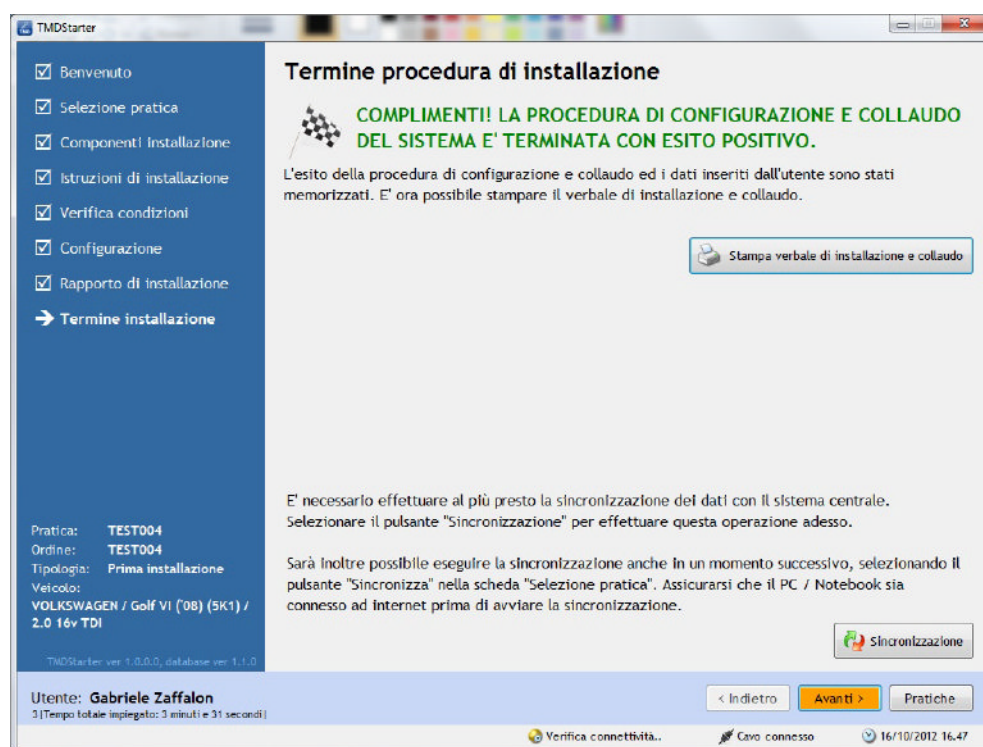 TMDStarter
Benvenuto
Selezione pratica
Componenti installazione
Istruzioni di installazione
Verifica condizioni
Configurazione
Rapporto di installazione
Termine installazione
Pratica: TEST004
Ordine: TEST004
Tipologia: Prima installazione
Veicolo:
VOLKSWAGEN / Golf VI ('08) (5K1) /
2.0 16v TDI
TMDStarter ver 1.0.0.0, database ver 1.1.0
Termine procedura di installazione
COMPLIMENTI! LA PROCEDURA DI CONFIGURAZIONE E COLLAUDO
DEL SISTEMA E' TERMINATA CON ESITO POSITIVO.
L'esito della procedura di configurazione e collaudo ed i dati inseriti dall'utente sono stati
memorizzati. E' ora possibile stampare il verbale di installazione e collaudo.
Stampa verbale di installazione e collaudo
E' necessario effettuare al più presto la sincronizzazione dei dati con il sistema centrale.
Selezionare il pulsante "Sincronizzazione" per effettuare questa operazione adesso.
Sarà inoltre possibile eseguire la sincronizzazione anche in un momento successivo, selezionando il
pulsante "Sincronizza" nella scheda "Selezione pratica". Assicurarsi che il PC / Notebook sia
connesso ad internet prima di avviare la sincronizzazione.
Sincronizzazione
Utente: Gabriele Zaffalon
3|Tempo totale impiegato: 3 minuti e 31 secondi|
< Indietro
Avanti >
Pratiche
Verifica connettività..
Cavo connesso
16/10/2012 16.47